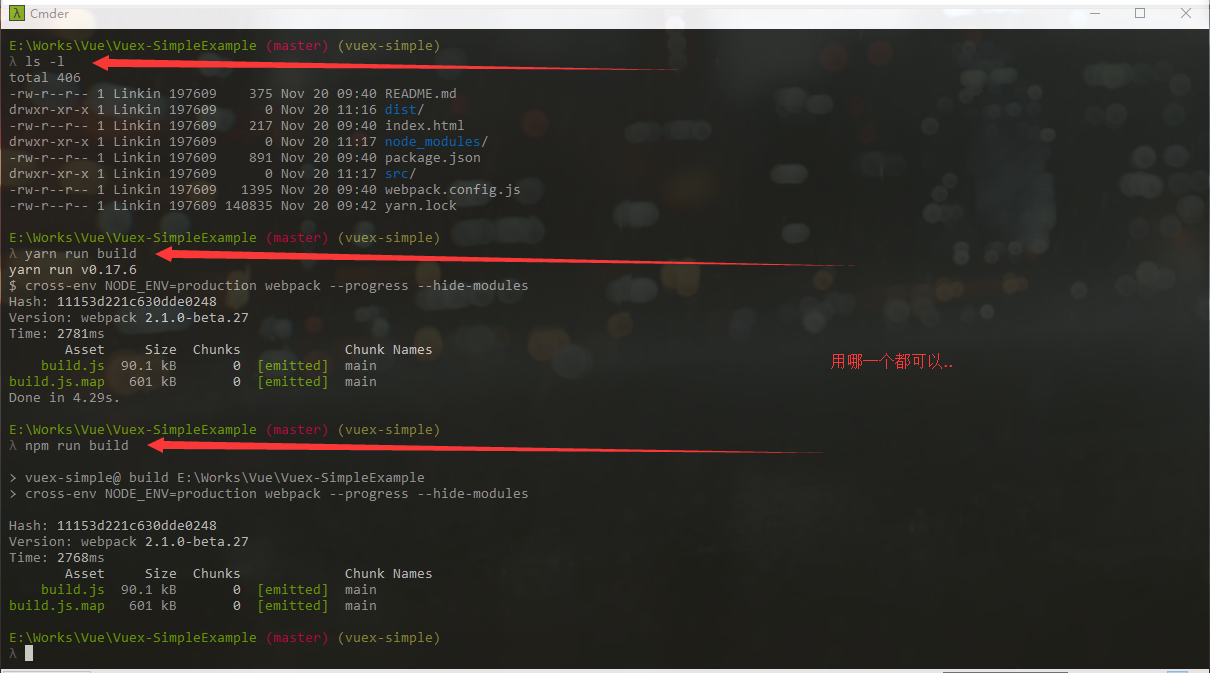 λ Cmder
E:\Works\Vue\Vuex-SimpleExample (master) (vuex-simple)
λ ls -l
total 406
-rw-r--r-- 1 Linkin 197609    375 Nov 20 09:40 README.md
drwxr-xr-x 1 Linkin 197609      0 Nov 20 11:16 dist/
-rw-r--r-- 1 Linkin 197609    217 Nov 20 09:40 index.html
drwxr-xr-x 1 Linkin 197609      0 Nov 20 11:17 node_modules/
-rw-r--r-- 1 Linkin 197609    891 Nov 20 09:40 package.json
drwxr-xr-x 1 Linkin 197609      0 Nov 20 11:17 src/
-rw-r--r-- 1 Linkin 197609   1395 Nov 20 09:40 webpack.config.js
-rw-r--r-- 1 Linkin 197609 140835 Nov 20 09:42 yarn.lock
E:\Works\Vue\Vuex-SimpleExample (master) (vuex-simple)
λ yarn run build
yarn run v0.17.6
$ cross-env NODE_ENV=production webpack --progress --hide-modules
Hash: 11153d221c630dde0248
Version: webpack 2.1.0-beta.27
Time: 2781ms
       Asset     Size  Chunks             Chunk Names
    build.js  90.1 kB       0  [emitted]  main
用哪一个都可以..
build.js.map   601 kB       0  [emitted]  main
Done in 4.29s.
E:\Works\Vue\Vuex-SimpleExample (master) (vuex-simple)
λ npm run build
> vuex-simple@ build E:\Works\Vue\Vuex-SimpleExample
> cross-env NODE_ENV=production webpack --progress --hide-modules
Hash: 11153d221c630dde0248
Version: webpack 2.1.0-beta.27
Time: 2768ms
       Asset     Size  Chunks             Chunk Names
    build.js  90.1 kB       0  [emitted]  main
build.js.map   601 kB       0  [emitted]  main
E:\Works\Vue\Vuex-SimpleExample (master) (vuex-simple)
λ